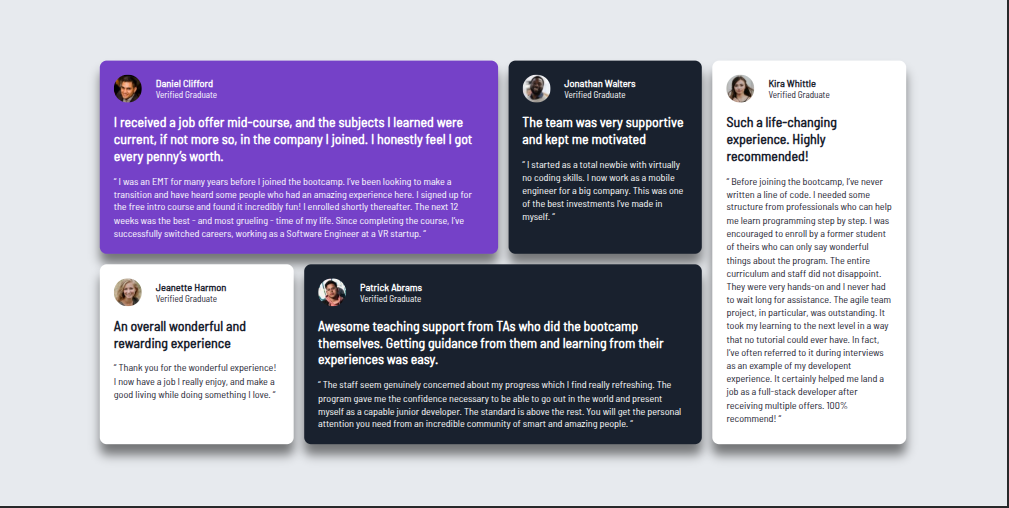 Daniel Clifford
Verified Graduate
I received a job offer mid-course, and the subjects I learned were
current, if not more so, in the company I joined. I honestly feel I got
every penny's worth.
" I was an EMT for many years before I joined the bootcamp. I've been looking to make a
transition and have heard some people who had an amazing experience here. I signed up for
the free intro course and found it incredibly fun! I enrolled shortly thereafter. The next 12
weeks was the best - and most grueling - time of my life. Since completing the course, I've
successfully switched careers, working as a Software Engineer at a VR startup. "
Jonathan Walters
Verified Graduate
The team was very supportive
and kept me motivated
" I started as a total newbie with virtually
no coding skills. I now work as a mobile
engineer for a big company. This was one
of the best investments I've made in
myself. "
Kira Whittle
Verified Graduate
Such a life-changing
experience. Highly
recommended!
" Before joining the bootcamp, I've never
written a line of code. I needed some
structure from professionals who can help
me learn programming step by step. I was
encouraged to enroll by a former student
of theirs who can only say wonderful
things about the program. The entire
curriculum and staff did not disappoint.
They were very hands-on and I never had
to wait long for assistance. The agile team
project, in particular, was outstanding. It
took my learning to the next level in a way
that no tutorial could ever have. In fact,
I've often referred to it during interviews
as an example of my developent
experience. It certainly helped me land a
job as a full-stack developer after
receiving multiple offers. 100%
recommend! "
Jeanette Harmon
Verified Graduate
An overall wonderful and
rewarding experience
" Thank you for the wonderful experience!
I now have a job I really enjoy, and make a
good living while doing something I love. "
Patrick Abrams
Verified Graduate
Awesome teaching support from TAs who did the bootcamp
themselves. Getting guidance from them and learning from their
experiences was easy.
" The staff seem genuinely concerned about my progress which I find really refreshing. The
program gave me the confidence necessary to be able to go out in the world and present
myself as a capable junior developer. The standard is above the rest. You will get the personal
attention you need from an incredible community of smart and amazing people. "